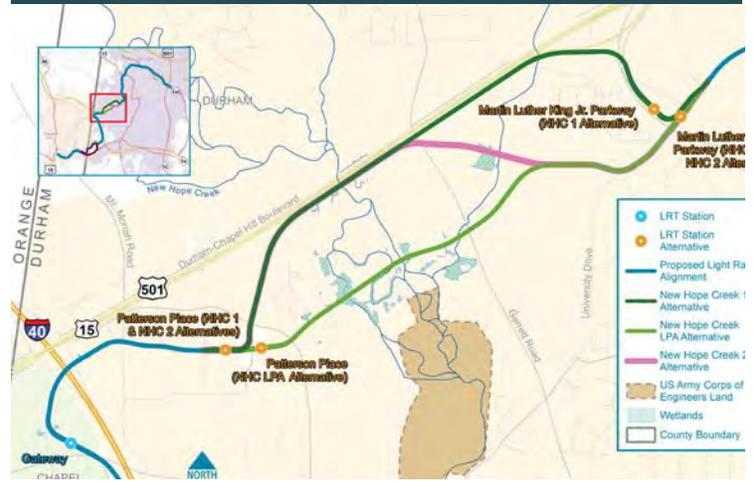 DURHAM
New Hope Creek
Martin Luther King Jr. Parkway
(NHC 1 Alternative)
Martin Luther
Parkway (NHC
NHC 2 Alter
ORANGE
DURHAM
Mt. Moriah Road
Durham-Chapel Hill Boulevard
501
15
40
Patterson Place (NHC 1
& NHC 2 Alternatives)
Patterson Place
(NHC LPA Alternative)
Garrett Road
University Drive
Gateway
CHAPEL
NORTH
LRT Station
LRT Station
Alternative
Proposed Light Ra
Alignment
New Hope Creek 1
Alternative
New Hope Creek
LPA Alternative
New Hope Creek 2
Alternative
US Army Corps of
Engineers Land
Wetlands
County Boundary